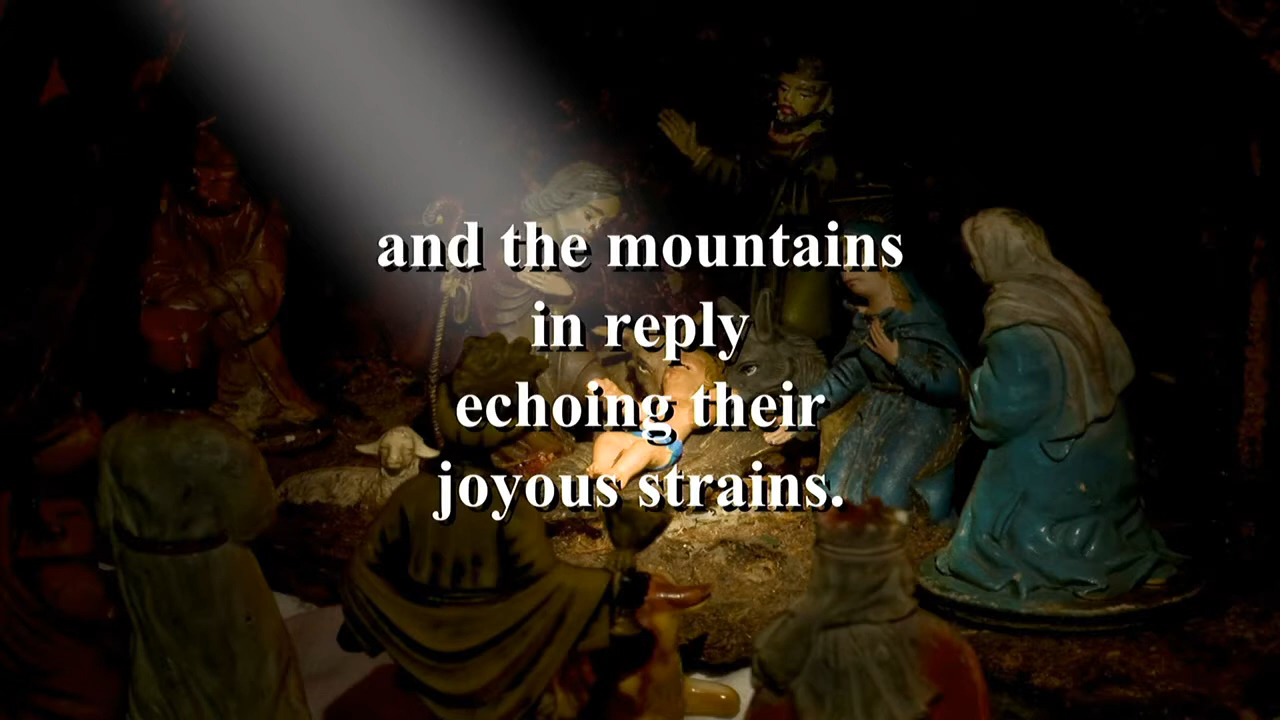 and the mountains
in reply
echoing their
joyous strains.